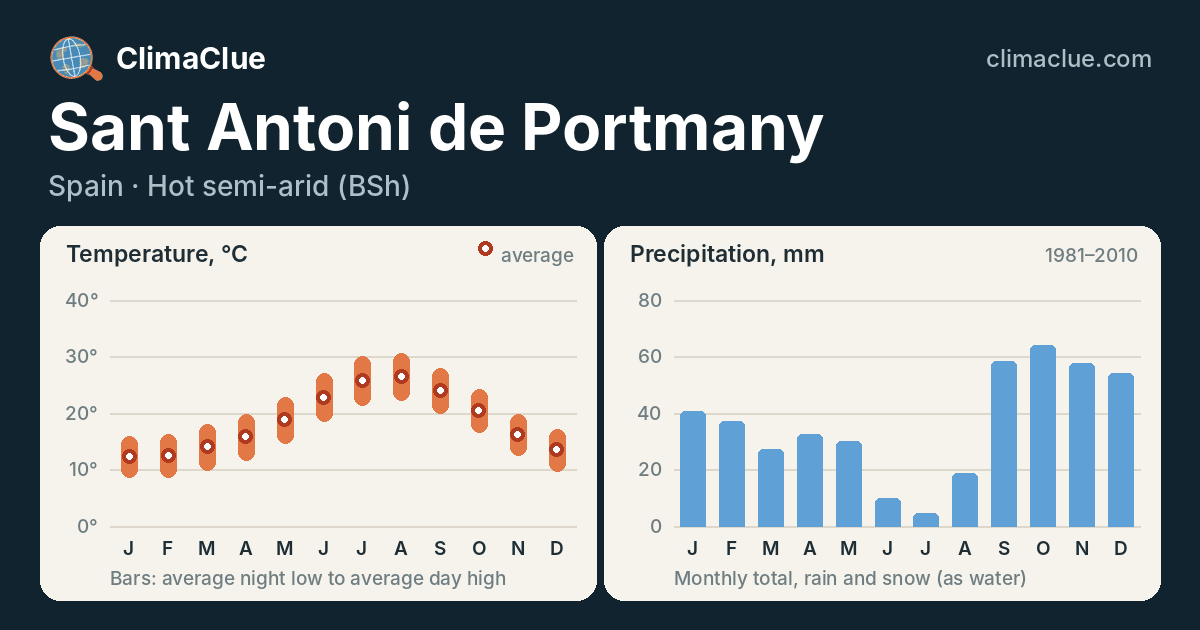 ClimaClue
climaclue.com
Sant Antoni de Portmany
Spain · Hot semi-arid (BSh)
Temperature, °C
average
40°
30°
20°
10°
0°
J F M A M J J A S O N D
Bars: average night low to average day high
Precipitation, mm
1981–2010
80
60
40
20
0
J F M A M J J A S O N D
Monthly total, rain and snow (as water)